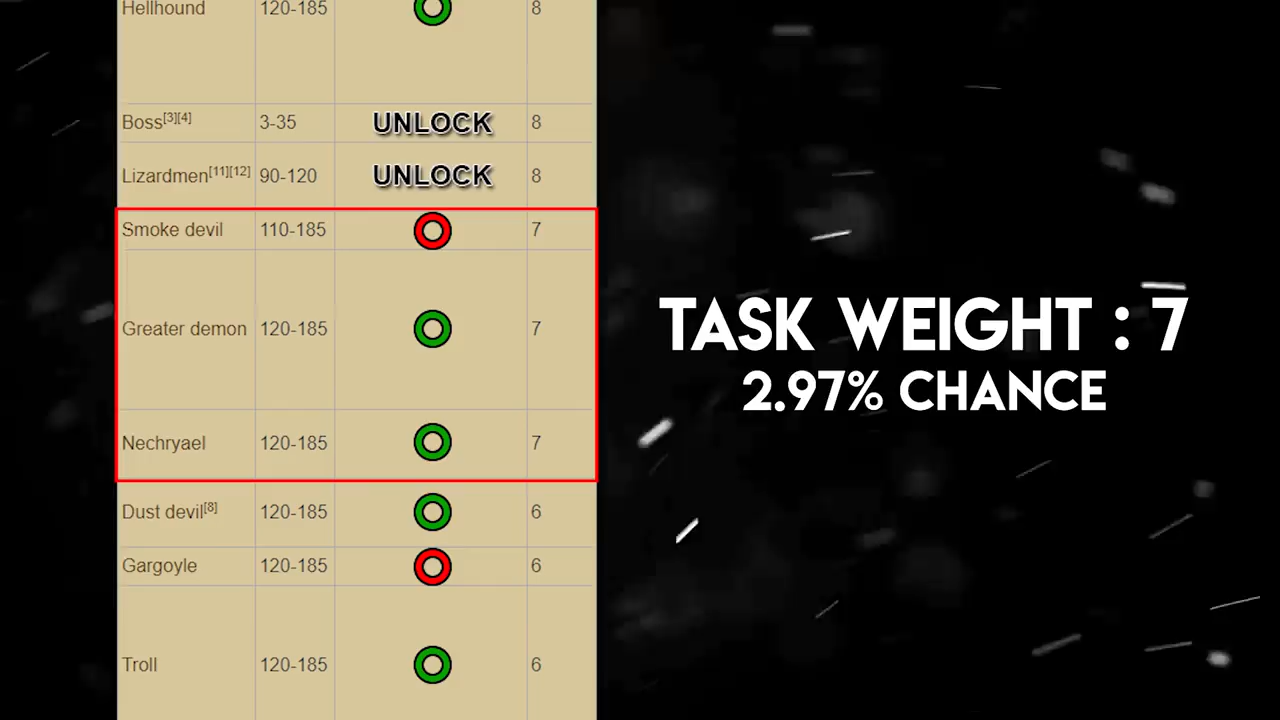 Hellhound 120-185 8
Boss[3][4] 3-35 UNLOCK 8
Lizardmen[11][12] 90-120 UNLOCK 8
Smoke devil 110-185 7
Greater demon 120-185 7
Nechryael 120-185 7
Dust devil[8] 120-185 6
Gargoyle 120-185 6
Troll 120-185 6
TASK WEIGHT : 7
2.97% CHANCE